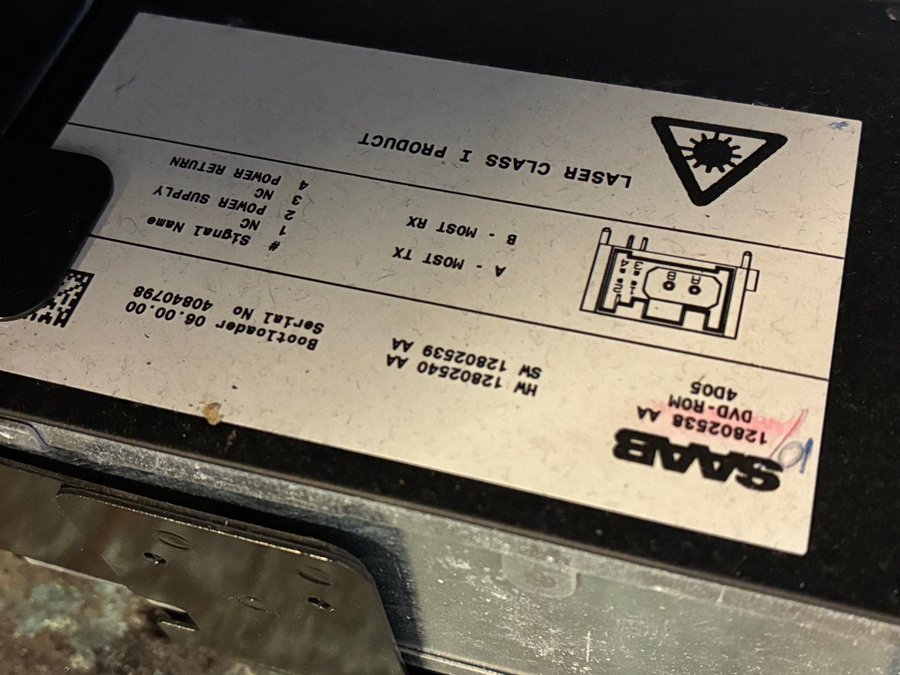 SAAB
12802538 AA
DVD-ROM
4D05
HW 12802540 AA
SW 12802539 AA
Bootloader 06.00.00
Serial No 40840798
A - MOST TX
B - MOST RX
# Signal Name
1 NC
2 POWER SUPPLY
3 NC
4 POWER RETURN
LASER CLASS I PRODUCT